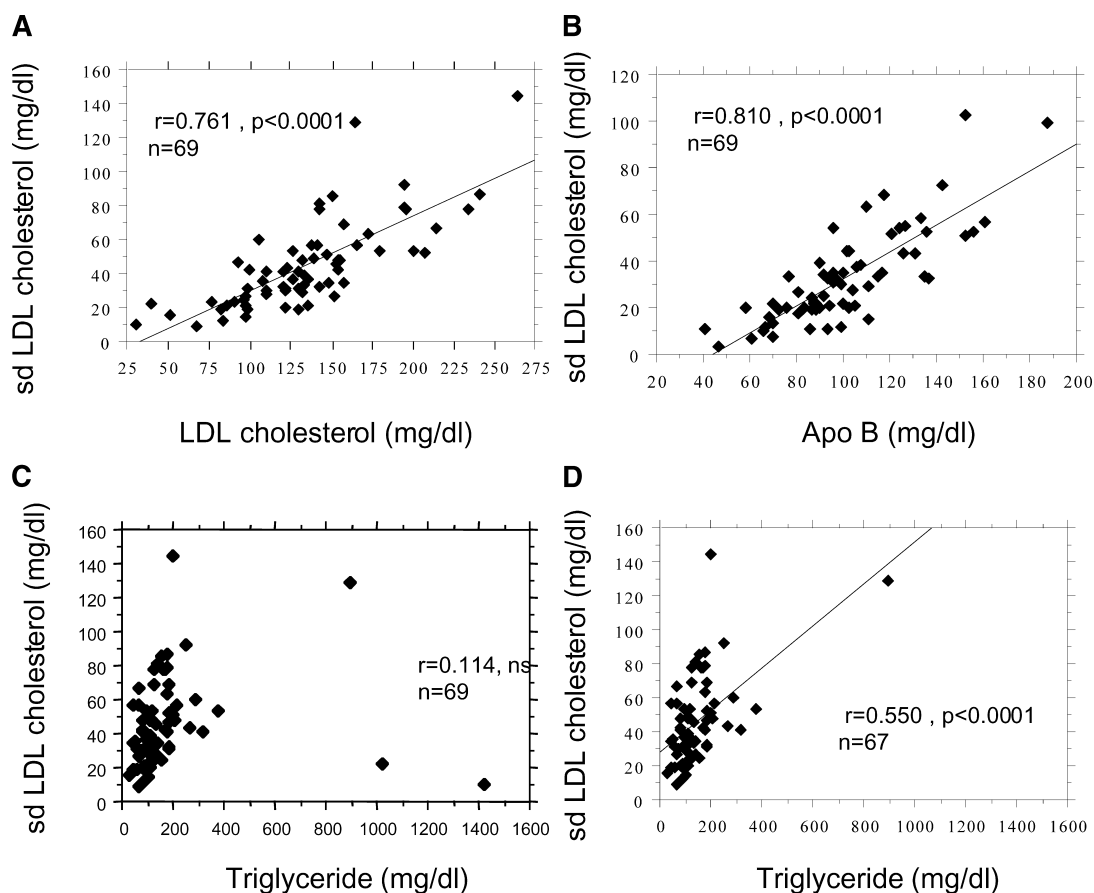 A
sd LDL cholesterol (mg/dl)
160
140
120
100
80
60
40
20
0
r=0.761 , p<0.0001
n=69
25 50 75 100 125 150 175 200 225 250 275
LDL cholesterol (mg/dl)
B
sd LDL cholesterol (mg/dl)
120
100
80
60
40
20
0
r=0.810 , p<0.0001
n=69
20 40 60 80 100 120 140 160 180 200
Apo B (mg/dl)
C
sd LDL cholesterol (mg/dl)
160
140
120
100
80
60
40
20
0
r=0.114, ns
n=69
0 200 400 600 800 1000 1200 1400 1600
Triglyceride (mg/dl)
D
sd LDL cholesterol (mg/dl)
160
140
120
100
80
60
40
20
0
r=0.550 , p<0.0001
n=67
0 200 400 600 800 1000 1200 1400 1600
Triglyceride (mg/dl)